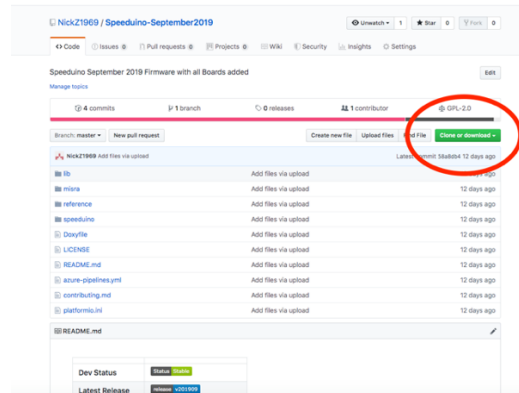 NickZ1969 / Speeduino-September2019
Unwatch 1 Star 0 Fork 0
Code Issues 0 Pull requests 0 Projects 0 Wiki Security Insights Settings
Speeduino September 2019 Firmware with all Boards added Edit
Manage topics
4 commits 1 branch 0 releases 1 contributor GPL-2.0
Branch: master New pull request Create new file Upload files Find File Clone or download
NickZ1969 Add files via upload Latest commit 58a8db4 12 days ago
lib Add files via upload 12 days ago
misra Add files via upload 12 days ago
reference Add files via upload 12 days ago
speeduino Add files via upload 12 days ago
Doxyfile Add files via upload 12 days ago
LICENSE Add files via upload 12 days ago
README.md Add files via upload 12 days ago
azure-pipelines.yml Add files via upload 12 days ago
contributing.md Add files via upload 12 days ago
platformio.ini Add files via upload 12 days ago
README.md
Dev Status Status Stable
Latest Release release v201909